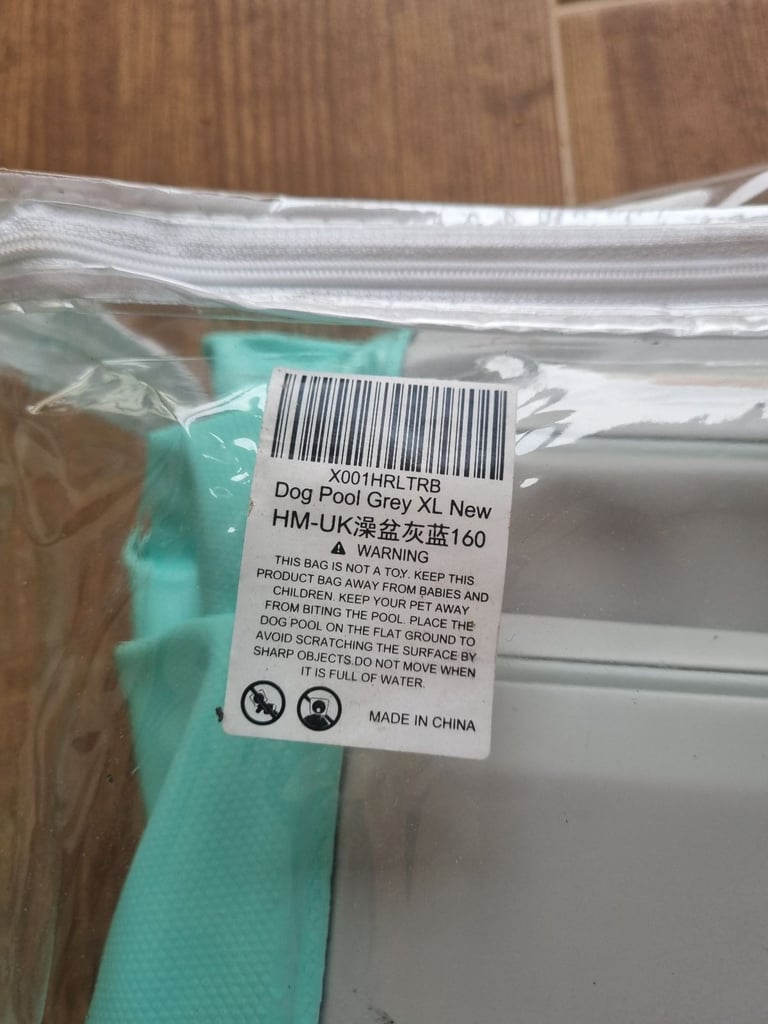 X001HRLTRB
Dog Pool Grey XL New
HM-UK澡盆灰蓝160
WARNING
THIS BAG IS NOT A TOY. KEEP THIS
PRODUCT BAG AWAY FROM BABIES AND
CHILDREN. KEEP YOUR PET AWAY
FROM BITING THE POOL. PLACE THE
DOG POOL ON THE FLAT GROUND TO
AVOID SCRATCHING THE SURFACE BY
SHARP OBJECTS.DO NOT MOVE WHEN
IT IS FULL OF WATER.
MADE IN CHINA